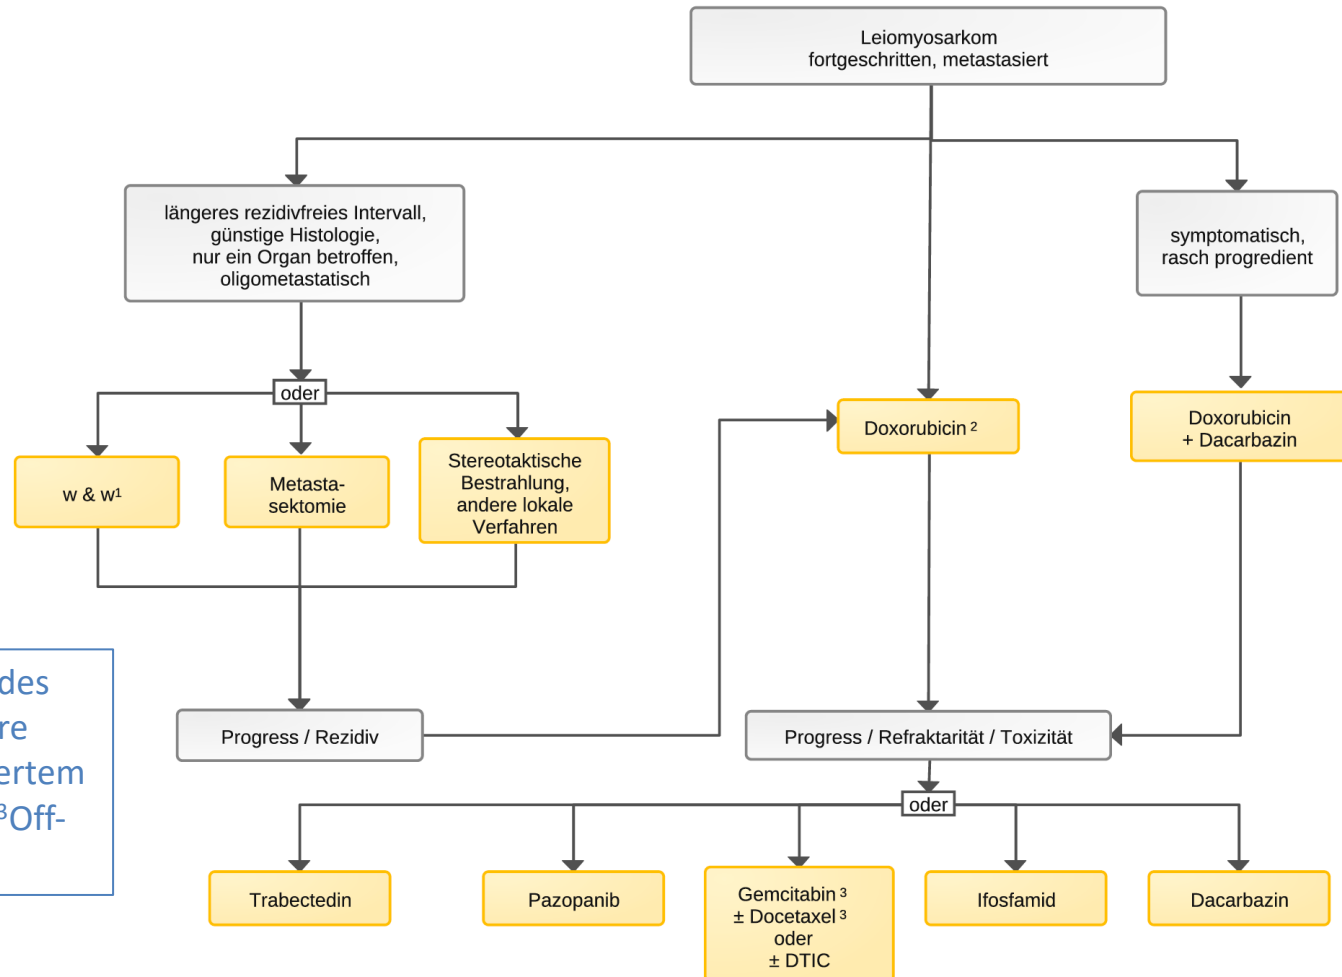 Leiomyosarkom
fortgeschritten, metastasiert
längeres rezidivfreies Intervall,
günstige Histologie,
nur ein Organ betroffen,
oligometastatisch
symptomatisch,
rasch progredient
oder
w & w¹
Metasta-
sektomie
Stereotaktische
Bestrahlung,
andere lokale
Verfahren
Doxorubicin ²
Doxorubicin
+ Dacarbazin
des
re
ertem
³Off-
Progress / Rezidiv
Progress / Refraktarität / Toxizität
oder
Trabectedin
Pazopanib
Gemcitabin ³
± Docetaxel ³
oder
± DTIC
Ifosfamid
Dacarbazin